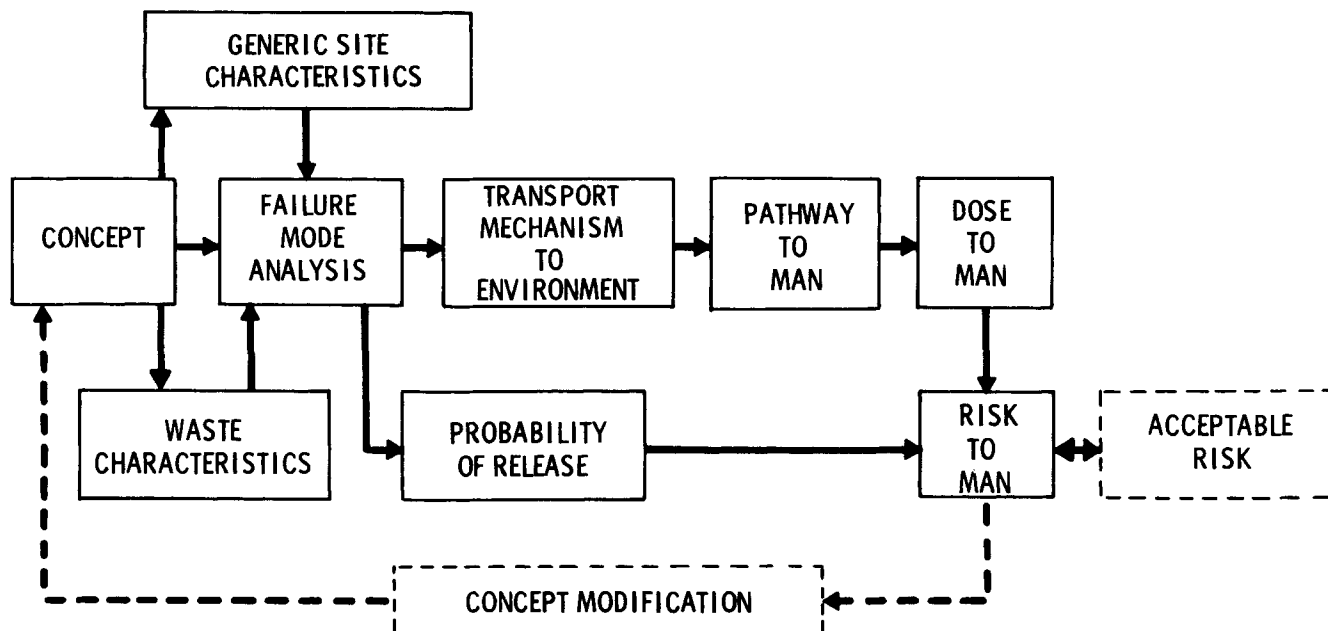 GENERIC SITE
CHARACTERISTICS
CONCEPT
FAILURE
MODE
ANALYSIS
TRANSPORT
MECHANISM
TO
ENVIRONMENT
PATHWAY
TO
MAN
DOSE
TO
MAN
WASTE
CHARACTERISTICS
PROBABILITY
OF RELEASE
RISK
TO
MAN
ACCEPTABLE
RISK
CONCEPT MODIFICATION